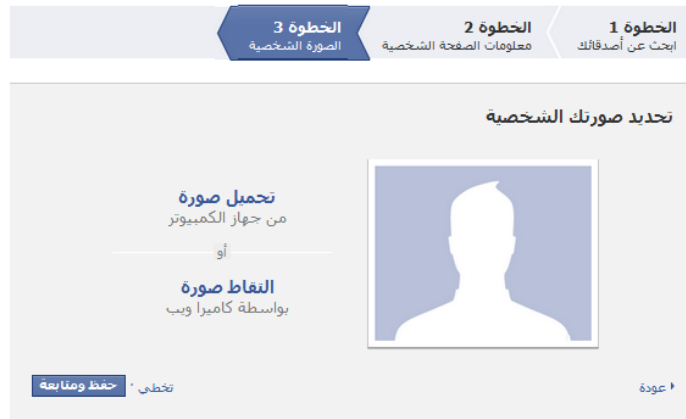 الخطوة 1
ابحث عن أصدقائك
الخطوة 2
معلومات الصفحة الشخصية
الخطوة 3
الصورة الشخصية
تحديد صورتك الشخصية
تحميل صورة
من جهاز الكمبيوتر
أو
التقاط صورة
بواسطة كاميرا ويب
عودة
تخطي · حفظ ومتابعة